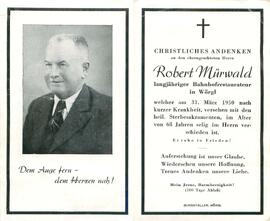 Dem Auge fern –
dem Herzen nah!
CHRISTLICHES ANDENKEN
an den ehrengeachteten Herrn
Robert Mürwald
langjähriger Bahnhofrestaurateur
in Wörgl
welcher am 31. März 1950 nach
kurzer Krankheit, versehen mit den
heil. Sterbesakramenten, im Alter
von 68 Jahren selig im Herrn ver-
schieden ist.
Er ruhe in Frieden!
Auferstehung ist unser Glaube,
Wiedersehen unsere Hoffnung,
Treues Andenken unsere Liebe.
Mein Jesus, Barmherzigkeit!
(300 Tage Ablaß)